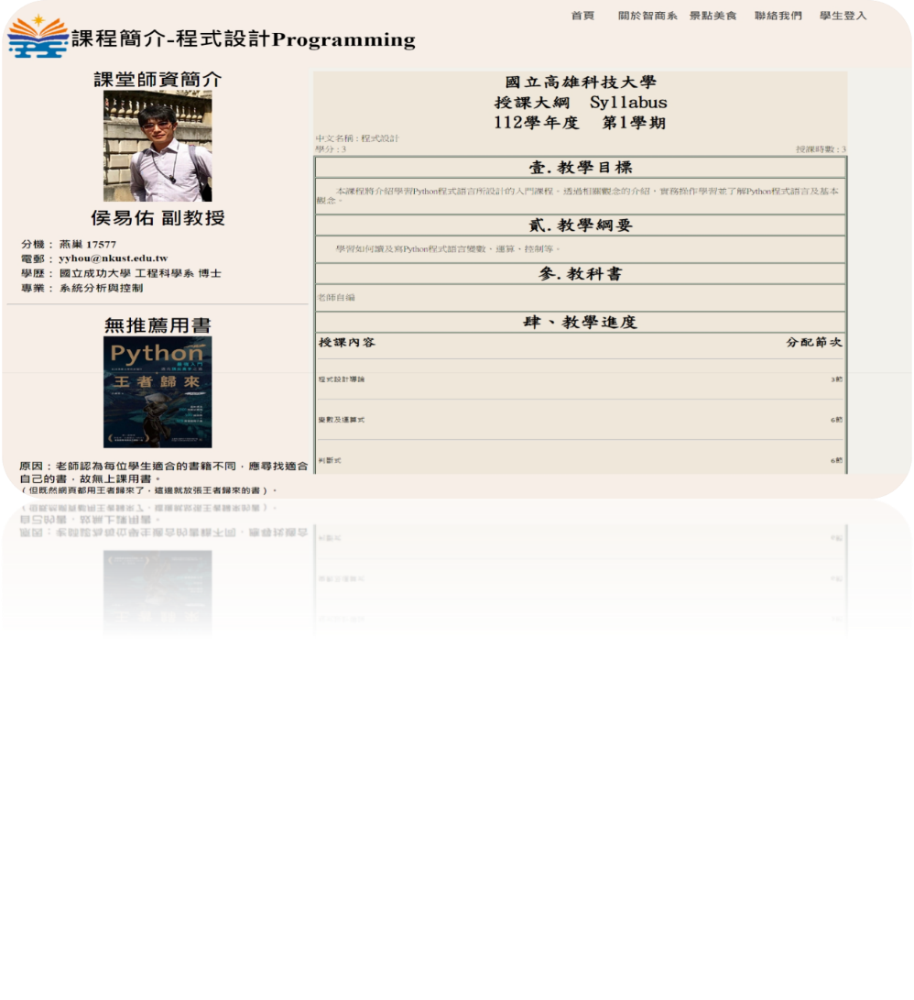 首頁 關於智商系 景點美食 聯絡我們 學生登入
課程簡介-程式設計Programming
課堂師資簡介
侯易佑 副教授
分機： 燕巢 17577
電郵： yyhou@nkust.edu.tw
學歷： 國立成功大學 工程科學系 博士
專業： 系統分析與控制
無推薦用書
Python
王者歸來
原因：老師認為每位學生適合的書籍不同，應尋找適合
自己的書，故無上課用書。
（但既然網頁都用王者歸來了，這邊就放張王者歸來的書）。
國立高雄科技大學
授課大綱 Syllabus
112學年度 第1學期
中文名稱 : 程式設計
學分 : 3 授課時數 : 3
壹. 教學目標
本課程將介紹學習Python程式語言所設計的入門課程，透過相關觀念的介紹，實務操作學習並了解Python程式語言及基本
觀念。
貳. 教學綱要
學習如何讀及寫Python程式語言變數、運算、控制等。
參. 教科書
老師自編
肆、教學進度
授課內容 分配節次
程式設計導論 3節
變數及運算式 6節
判斷式 6節